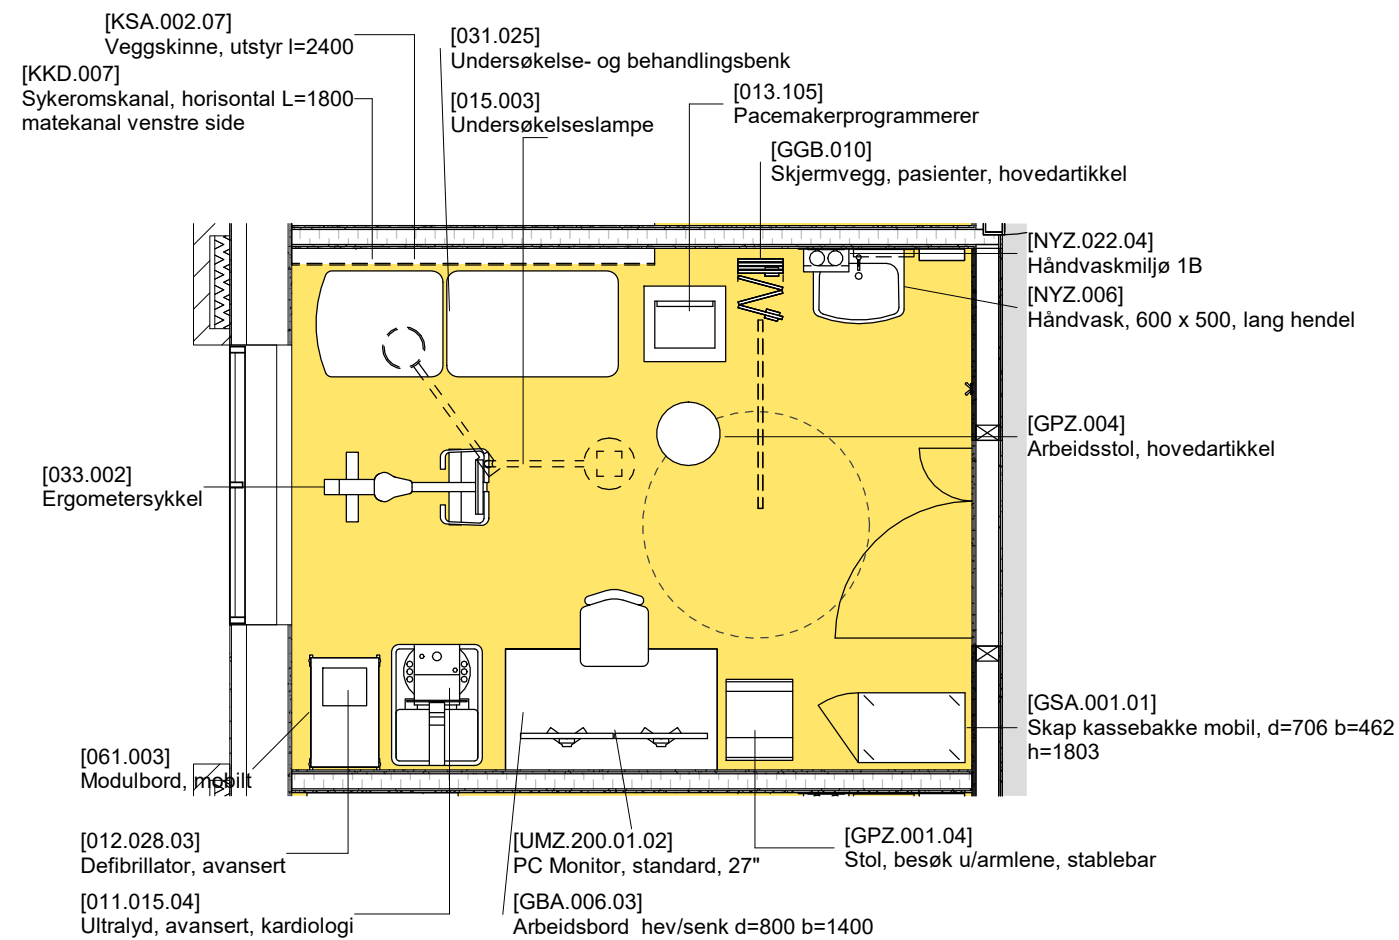 [KSA.002.07]
Veggskinne, utstyr l=2400
[KKD.007]
Sykeromskanal, horisontal L=1800
matekanal venstre side
[031.025]
Undersøkelse- og behandlingsbenk
[015.003]
Undersøkelseslampe
[013.105]
Pacemakerprogrammerer
[GGB.010]
Skjermvegg, pasienter, hovedartikkel
[NYZ.022.04]
Håndvaskmiljø 1B
[NYZ.006]
Håndvask, 600 x 500, lang hendel
[GPZ.004]
Arbeidsstol, hovedartikkel
[033.002]
Ergometersykkel
[GSA.001.01]
Skap kassebakke mobil, d=706 b=462
h=1803
[061.003]
Modulbord, mobilt
[012.028.03]
Defibrillator, avansert
[011.015.04]
Ultralyd, avansert, kardiologi
[UMZ.200.01.02]
PC Monitor, standard, 27"
[GBA.006.03]
Arbeidsbord  hev/senk d=800 b=1400
[GPZ.001.04]
Stol, besøk u/armlene, stablebar